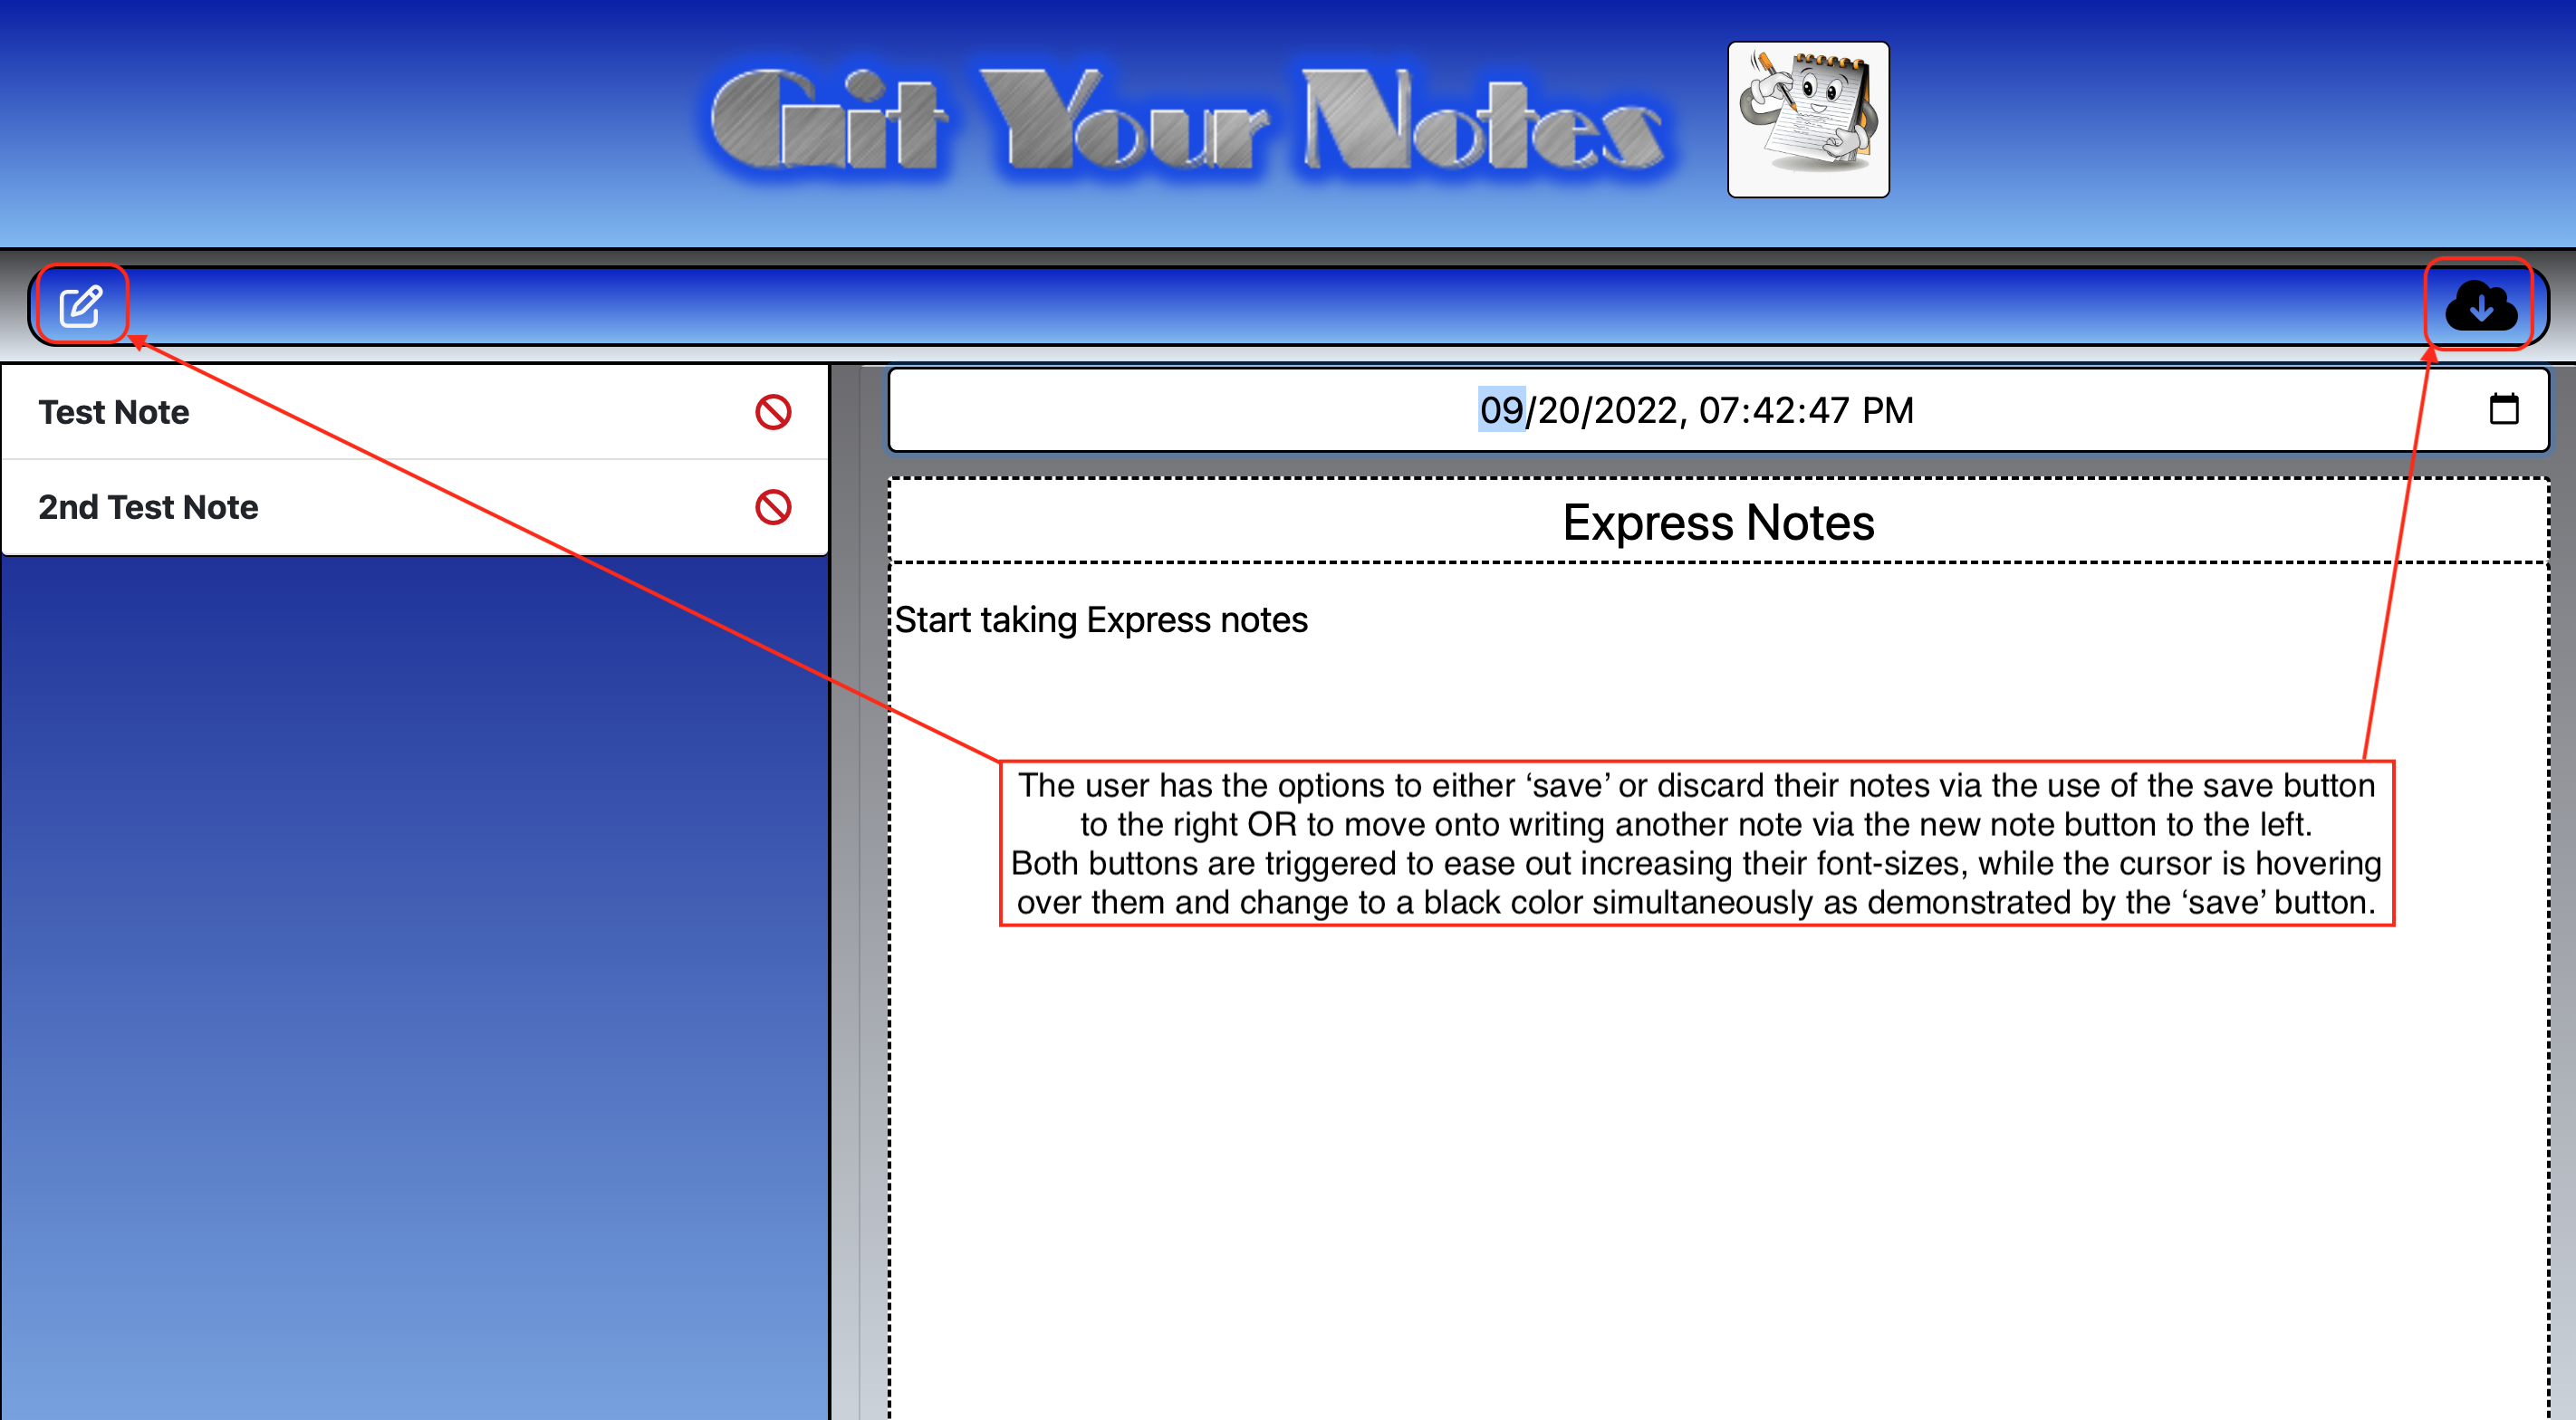 Git Your Notes
Test Note
2nd Test Note
09/20/2022, 07:42:47 PM
Express Notes
Start taking Express notes
The user has the options to either ‘save’ or discard their notes via the use of the save button
to the right OR to move onto writing another note via the new note button to the left.
Both buttons are triggered to ease out increasing their font-sizes, while the cursor is hovering
over them and change to a black color simultaneously as demonstrated by the ‘save’ button.